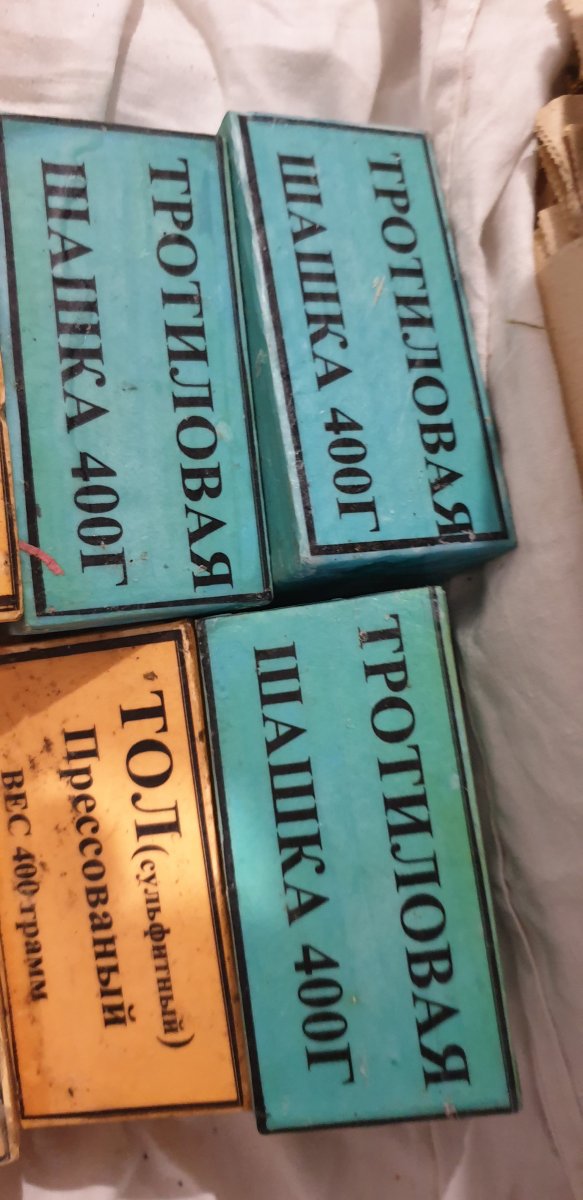 ТРОТИЛОВАЯ
ШАШКА 400Г
ТРОТИЛОВАЯ
ШАШКА 400Г
ТРОТИЛОВАЯ
ШАШКА 400Г
ТОЛ(сульфитный)
Прессованый
ВЕС 400 грамм